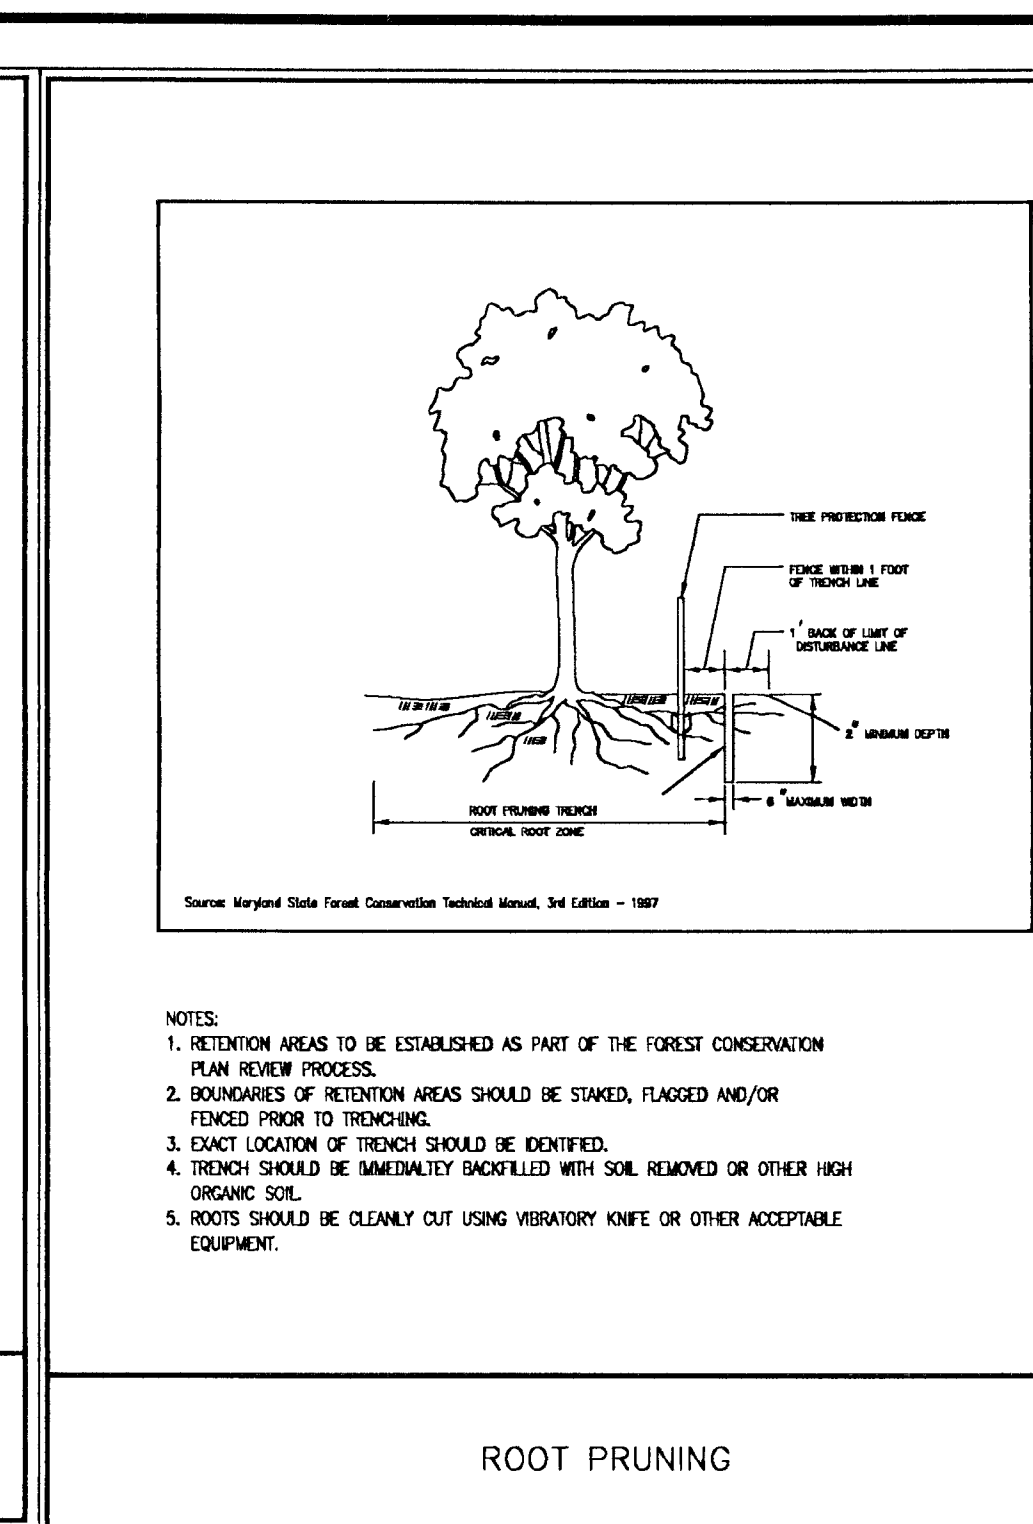 TREE PROTECTION FENCE
FENCE WITHIN 1 FOOT
OF TRENCH LINE
1' BACK OF LIMIT OF
DISTURBANCE LINE
2" MINIMUM DEPTH
6" MAXIMUM WIDTH
ROOT PRUNING TRENCH
CRITICAL ROOT ZONE
Source: Maryland State Forest Conservation Technical Manual, 3rd Edition - 1997
NOTES:
1. RETENTION AREAS TO BE ESTABLISHED AS PART OF THE FOREST CONSERVATION
PLAN REVIEW PROCESS.
2. BOUNDARIES OF RETENTION AREAS SHOULD BE STAKED, FLAGGED AND/OR
FENCED PRIOR TO TRENCHING.
3. EXACT LOCATION OF TRENCH SHOULD BE IDENTIFIED.
4. TRENCH SHOULD BE IMMEDIALTEY BACKFILLED WITH SOIL REMOVED OR OTHER HIGH
ORGANIC SOIL.
5. ROOTS SHOULD BE CLEANLY CUT USING VIBRATORY KNIFE OR OTHER ACCEPTABLE
EQUIPMENT.
ROOT PRUNING